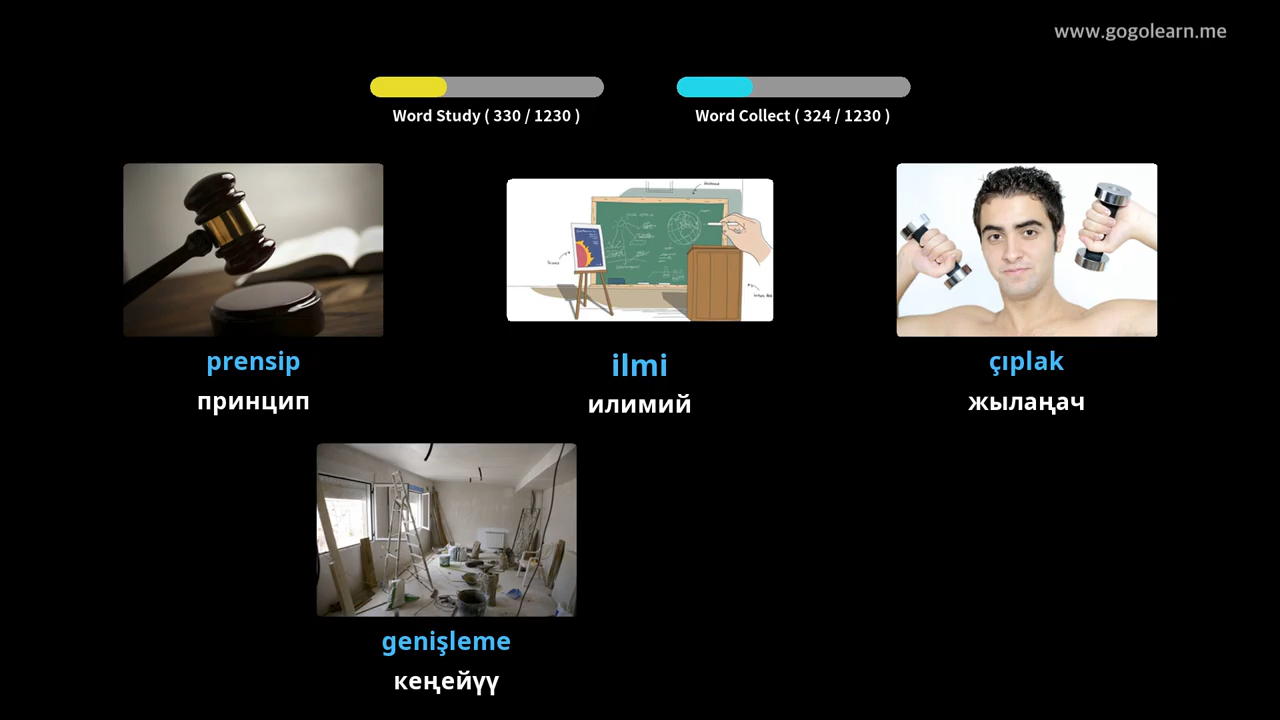 www.gogolearn.me
Word Study ( 330 / 1230 )
Word Collect ( 324 / 1230 )
prensip
принцип
ilmi
илимий
çıplak
жылаңач
genişleme
кеңейүү